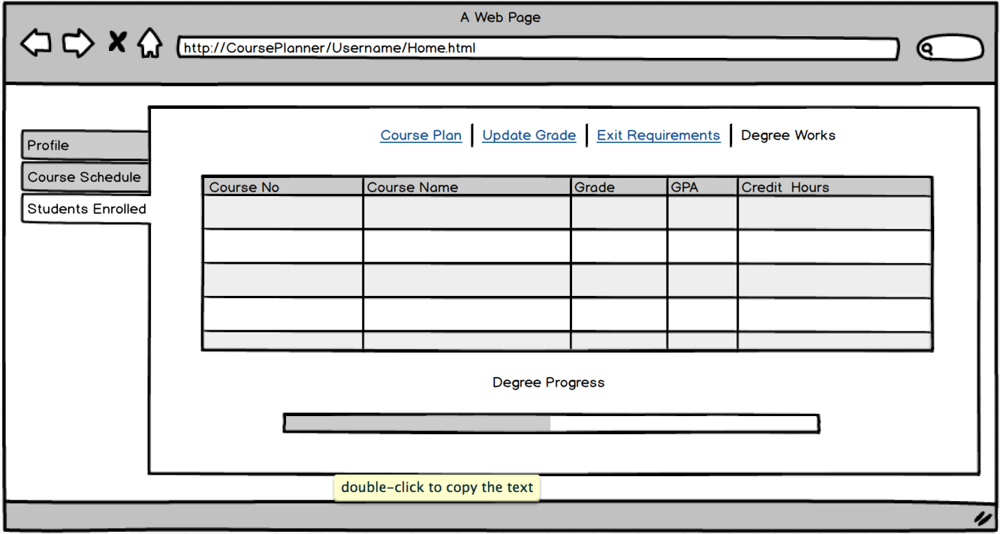 A Web Page
http://CoursePlanner/Username/Home.html
Profile
Course Schedule
Students Enrolled
Course Plan Update Grade Exit Requirements Degree Works
Course No Course Name Grade GPA Credit Hours
Degree Progress
double-click to copy the text